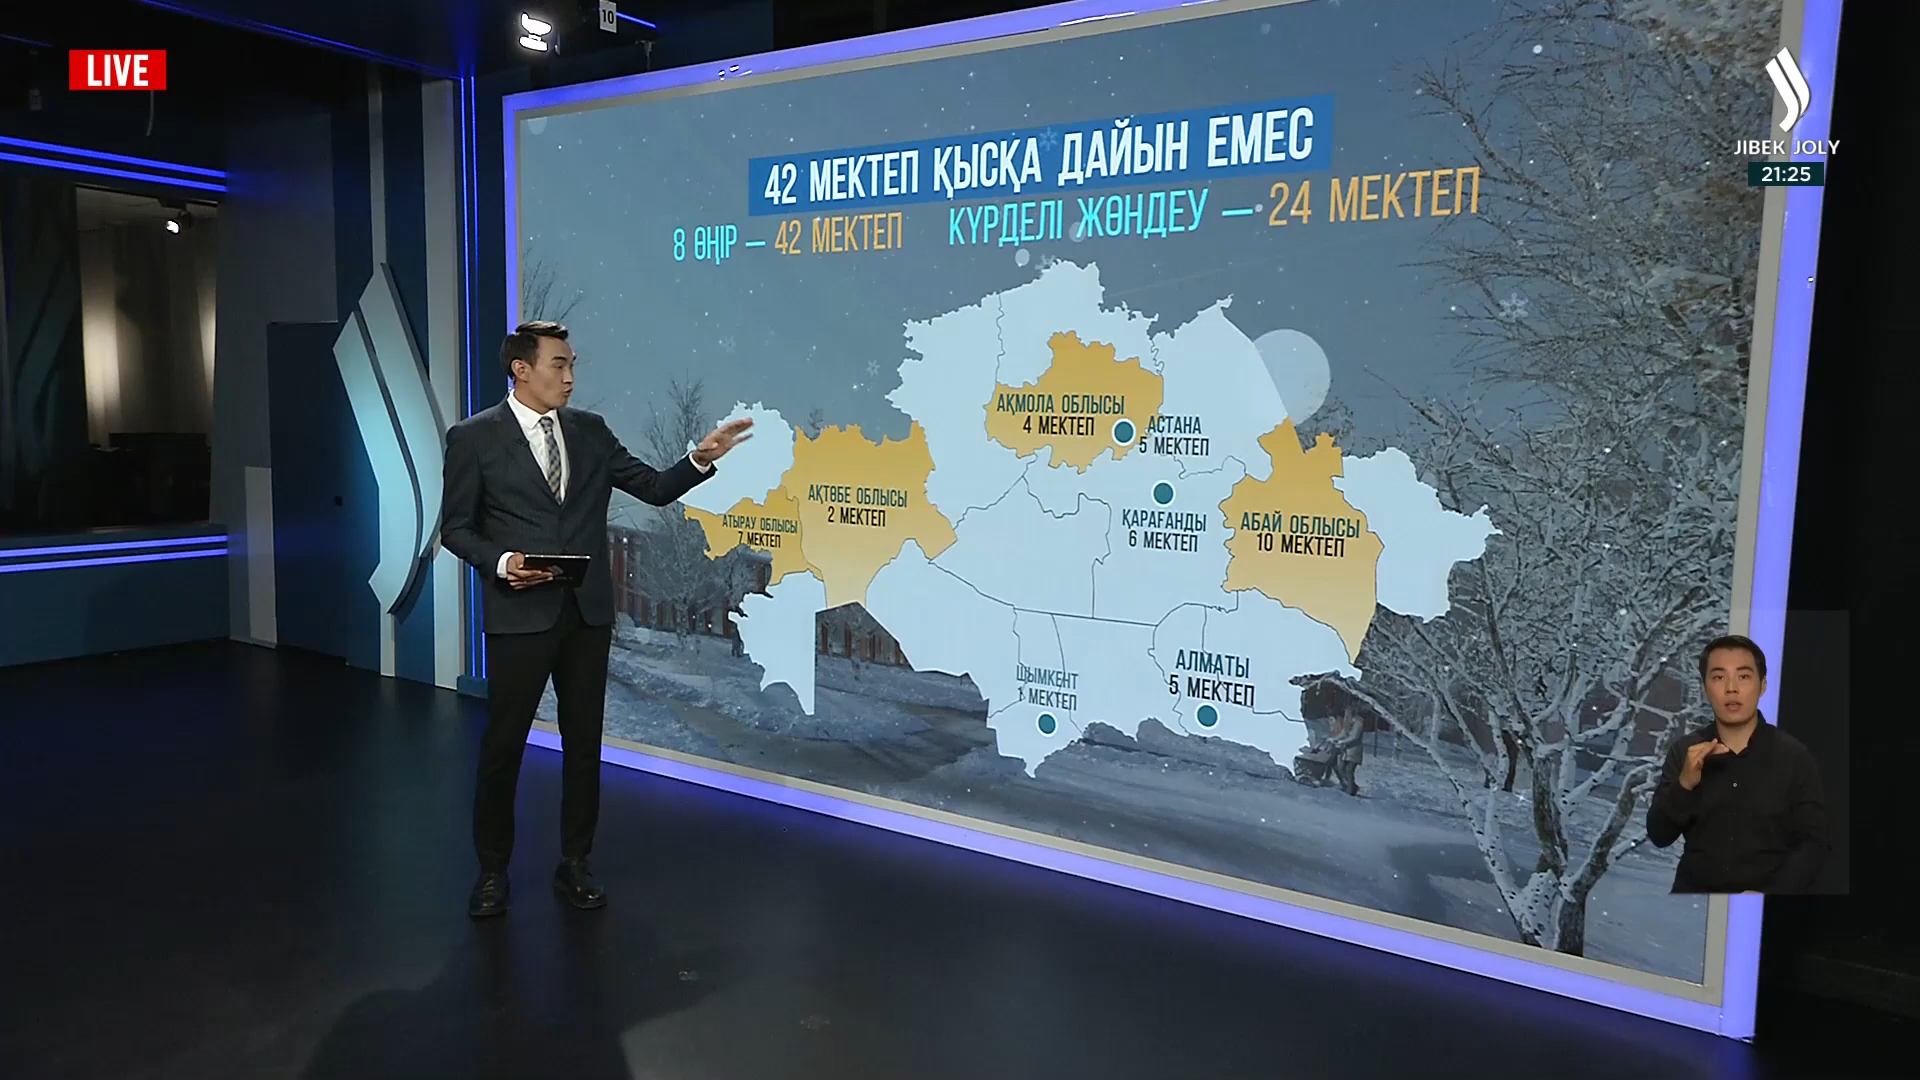 LIVE
10
JIBEK JOLY
21:25
42 МЕКТЕП ҚЫСҚА ДАЙЫН ЕМЕС
8 ӨҢІР – 42 МЕКТЕП КҮРДЕЛІ ЖӨНДЕУ – 24 МЕКТЕП
АҚМОЛА ОБЛЫСЫ
4 МЕКТЕП
АСТАНА
5 МЕКТЕП
АҚТӨБЕ ОБЛЫСЫ
2 МЕКТЕП
АТЫРАУ ОБЛЫСЫ
7 МЕКТЕП
ҚАРАҒАНДЫ
6 МЕКТЕП
АБАЙ ОБЛЫСЫ
10 МЕКТЕП
ШЫМКЕНТ
1 МЕКТЕП
АЛМАТЫ
5 МЕКТЕП